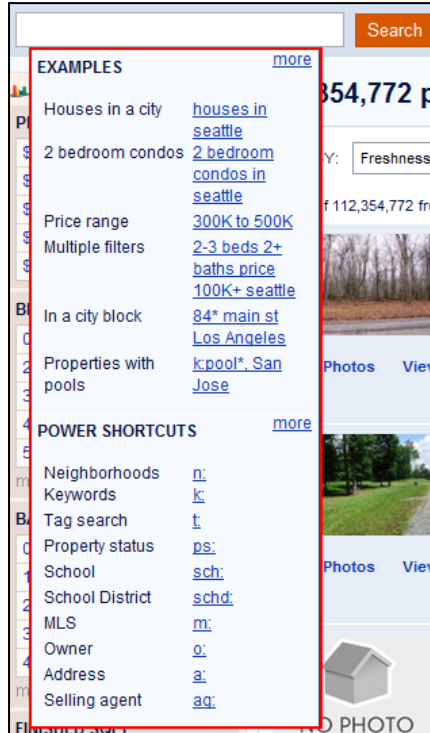 Search
EXAMPLES more
Houses in a city houses in
seattle
2 bedroom condos 2 bedroom
condos in
seattle
Price range 300K to 500K
Multiple filters 2-3 beds 2+
baths price
100K+ seattle
In a city block 84* main st
Los Angeles
Properties with k:pool*, San
pools Jose
POWER SHORTCUTS more
Neighborhoods n:
Keywords k:
Tag search t:
Property status ps:
School sch:
School District schd:
MLS m:
Owner o:
Address a:
Selling agent ag:
354,772 p
Y: Freshness
f 112,354,772 fr
Photos View
Photos View
NO PHOTO
FINISHED SQFT